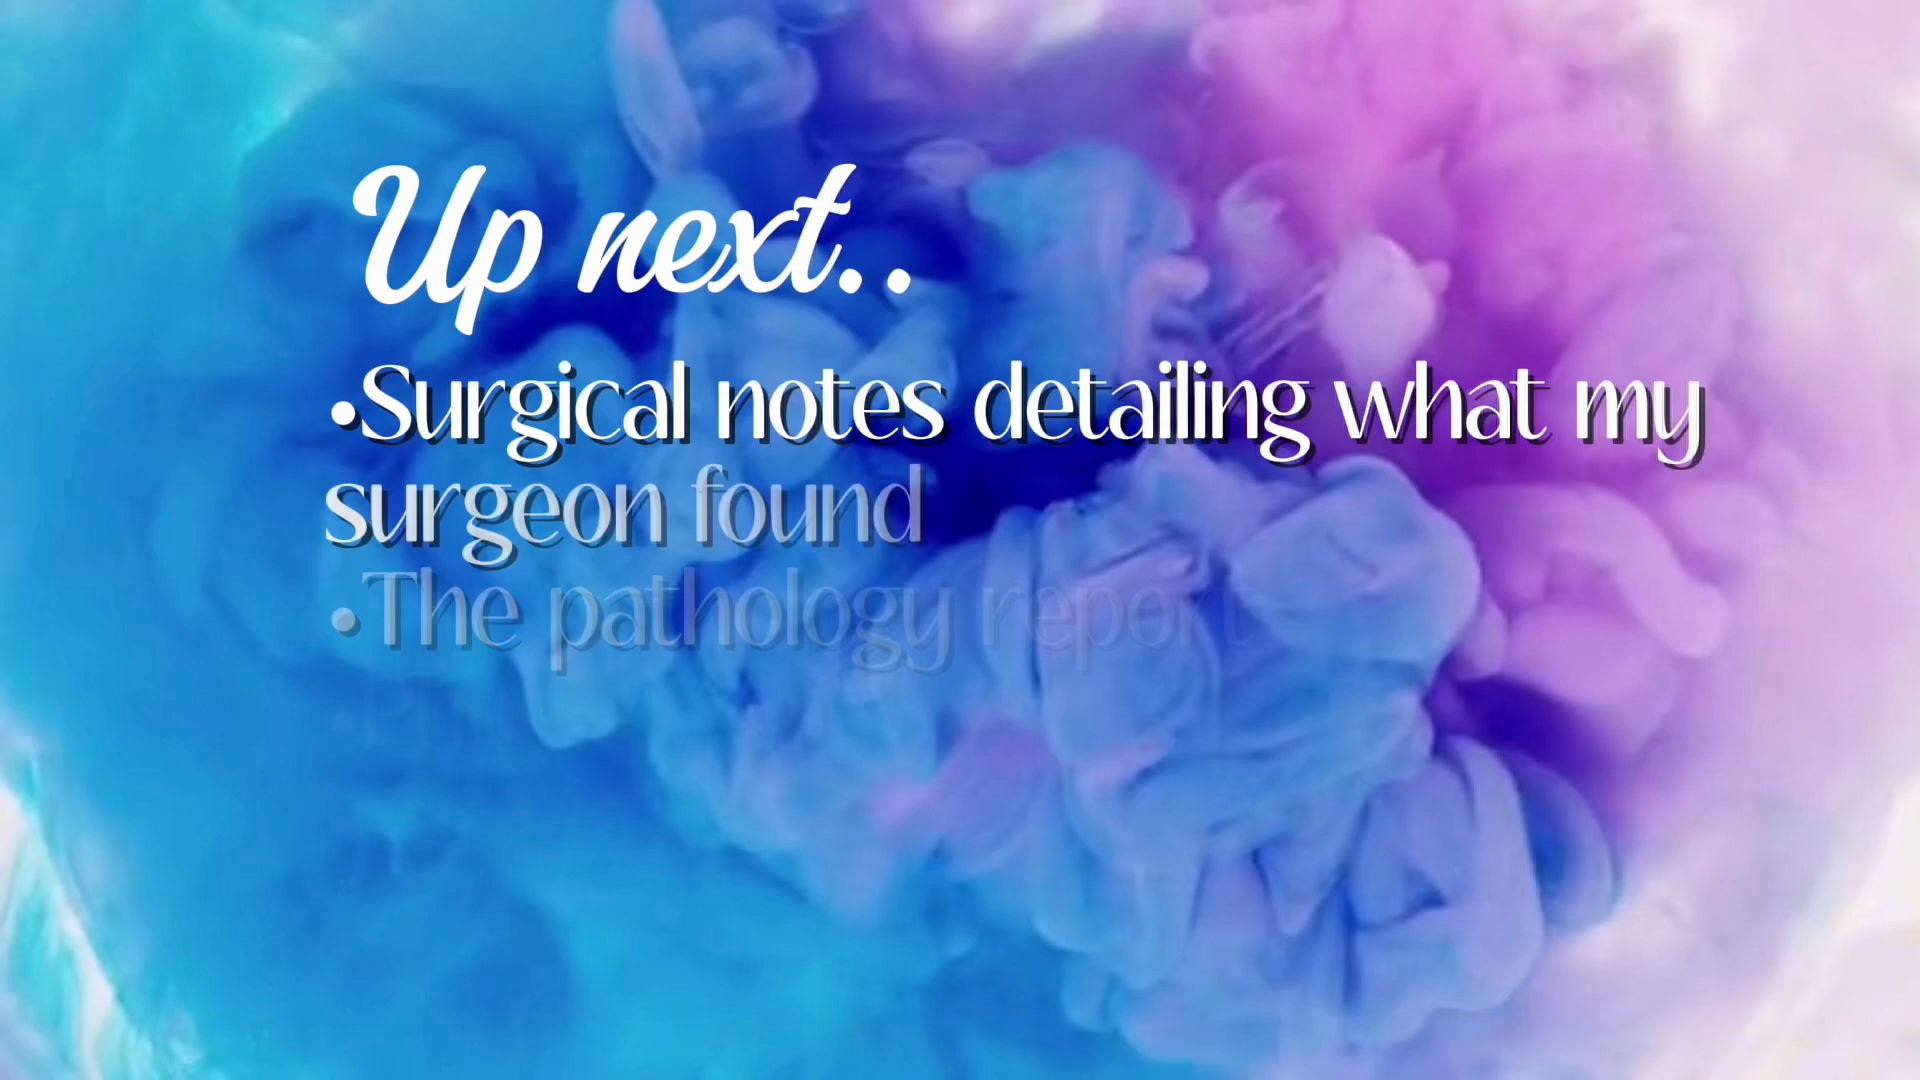 Up next..
•Surgical notes detailing what my
surgeon found
•The pathology report